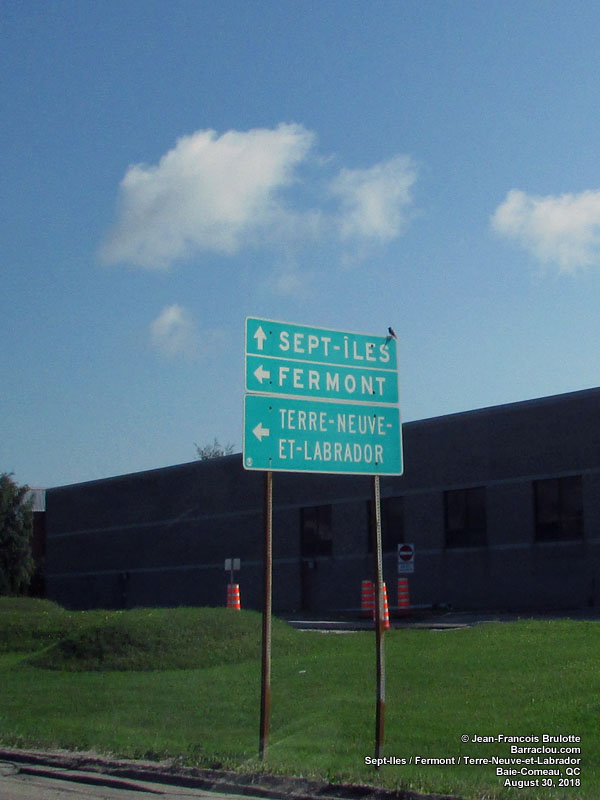 SEPT-ÎLES
FERMONT
TERRE-NEUVE-
ET-LABRADOR
© Jean-Francois Brulotte
Barraclou.com
Sept-Iles / Fermont / Terre-Neuve-et-Labrador
Baie-Comeau, QC
August 30, 2018